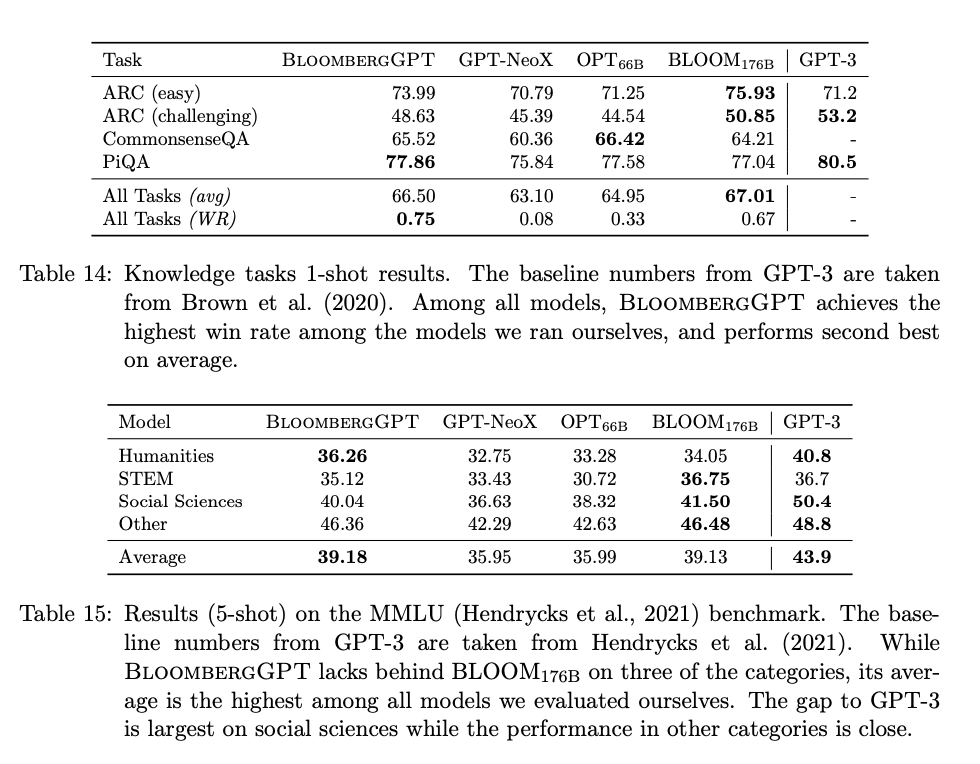 Task BLOOMBERGGPT GPT-NeoX OPT66B BLOOM176B GPT-3
ARC (easy) 73.99 70.79 71.25 75.93 71.2
ARC (challenging) 48.63 45.39 44.54 50.85 53.2
CommonsenseQA 65.52 60.36 66.42 64.21 -
PiQA 77.86 75.84 77.58 77.04 80.5
All Tasks (avg) 66.50 63.10 64.95 67.01 -
All Tasks (WR) 0.75 0.08 0.33 0.67 -
Table 14: Knowledge tasks 1-shot results. The baseline numbers from GPT-3 are taken
from Brown et al. (2020). Among all models, BLOOMBERGGPT achieves the
highest win rate among the models we ran ourselves, and performs second best
on average.
Model BLOOMBERGGPT GPT-NeoX OPT66B BLOOM176B GPT-3
Humanities 36.26 32.75 33.28 34.05 40.8
STEM 35.12 33.43 30.72 36.75 36.7
Social Sciences 40.04 36.63 38.32 41.50 50.4
Other 46.36 42.29 42.63 46.48 48.8
Average 39.18 35.95 35.99 39.13 43.9
Table 15: Results (5-shot) on the MMLU (Hendrycks et al., 2021) benchmark. The base-
line numbers from GPT-3 are taken from Hendrycks et al. (2021). While
BLOOMBERGGPT lacks behind BLOOM176B on three of the categories, its aver-
age is the highest among all models we evaluated ourselves. The gap to GPT-3
is largest on social sciences while the performance in other categories is close.